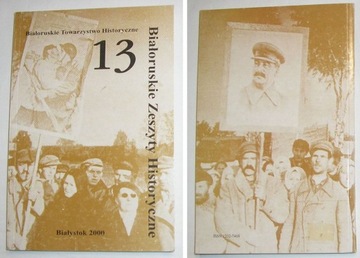 Białoruskie Towarzystwo Historyczne
13
Białoruskie Zeszyty Historyczne
Białystok 2000